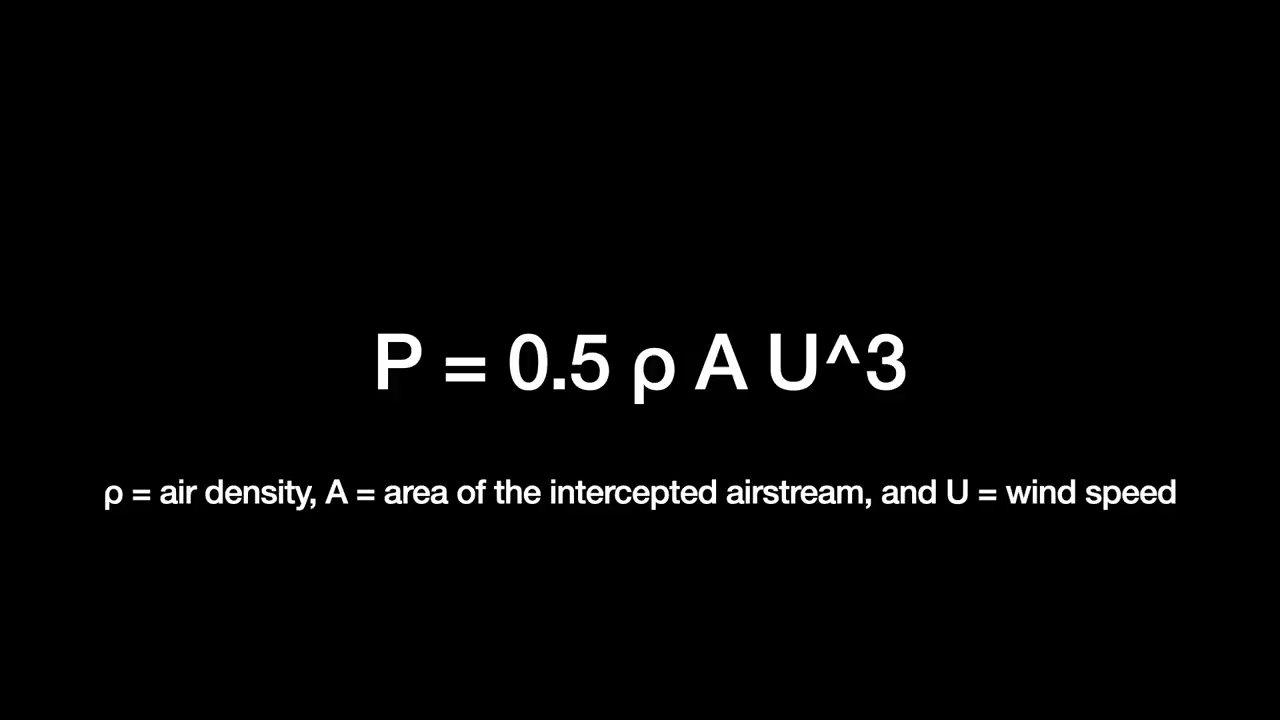 P = 0.5 ρ A U^3
ρ = air density, A = area of the intercepted airstream, and U = wind speed